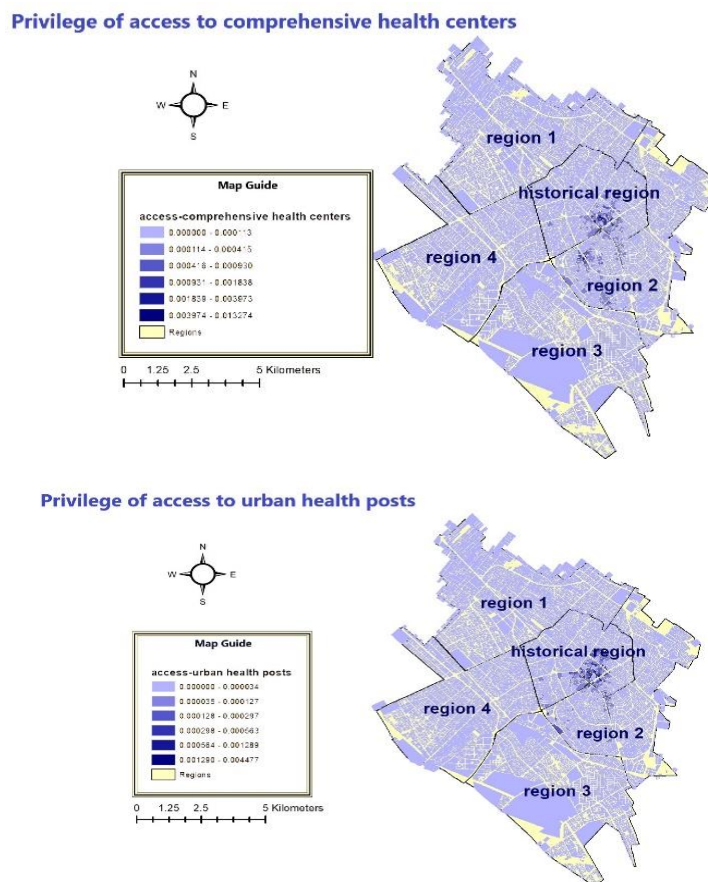 Privilege of access to comprehensive health centers
N
W E
S
Map Guide
access-comprehensive health centers
0.000000 - 0.000113
0.000114 - 0.000415
0.000416 - 0.000930
0.000931 - 0.001838
0.001839 - 0.003973
0.003974 - 0.013274
Regions
0 1.25 2.5 5 Kilometers
region 1
historical region
region 4
region 2
region 3
Privilege of access to urban health posts
N
W E
S
Map Guide
access-urban health posts
0.000000 - 0.000034
0.000035 - 0.000127
0.000128 - 0.000297
0.000298 - 0.000563
0.000564 - 0.001289
0.001290 - 0.004477
Regions
0 1.25 2.5 5 Kilometers
region 1
historical region
region 4
region 2
region 3